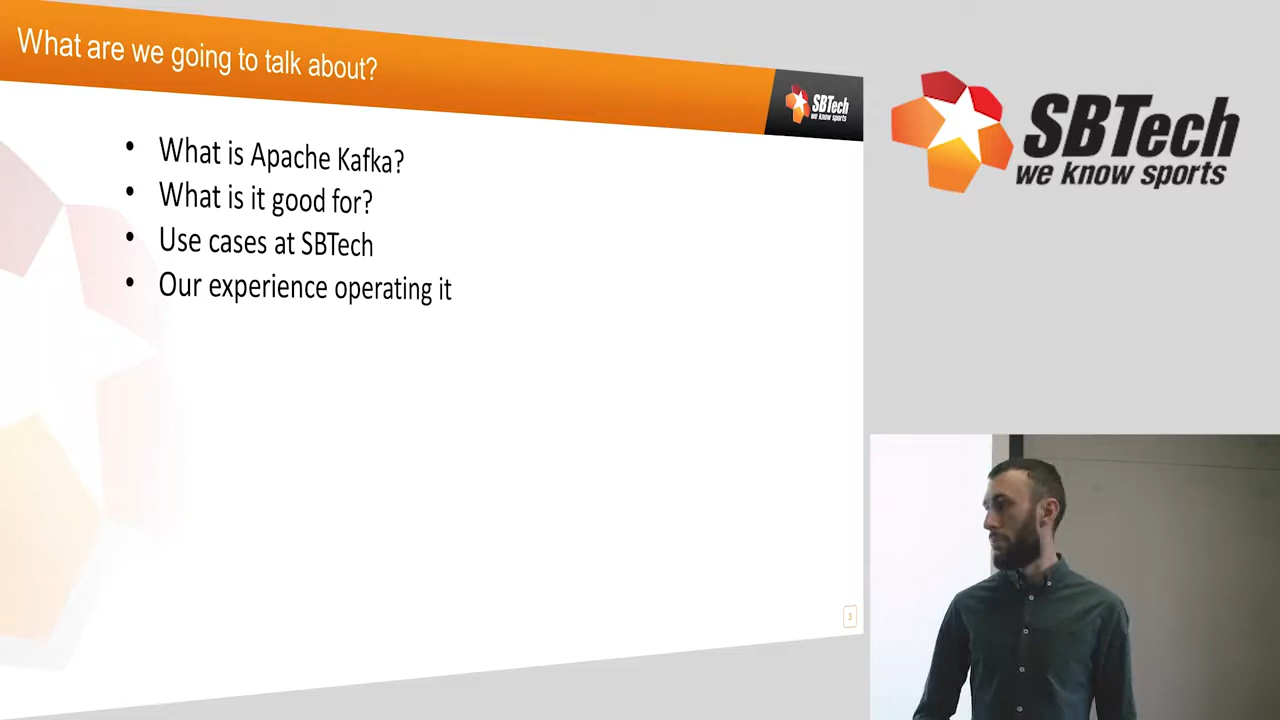 What are we going to talk about?
SBTech
we know sports
• What is Apache Kafka?
• What is it good for?
• Use cases at SBTech
• Our experience operating it
3
SBTech
we know sports